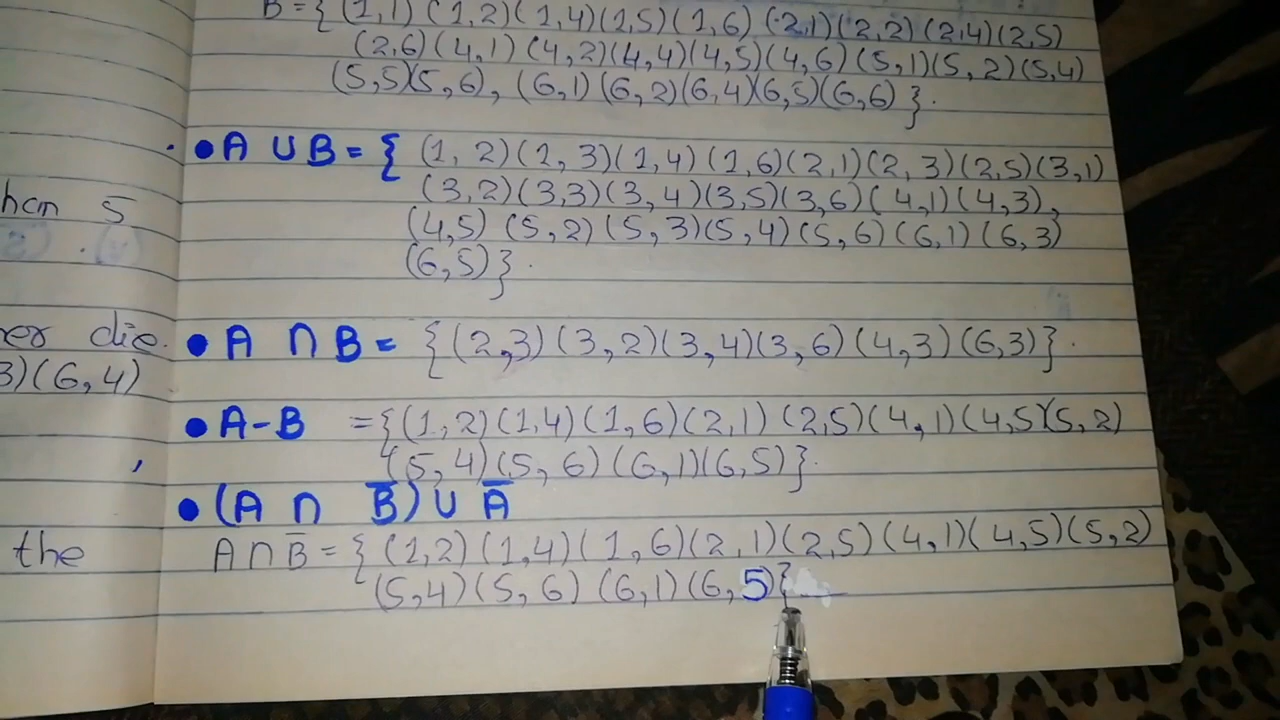 B = {(1,1) (1,2) (1,4) (1,5) (1,6) (2,1) (2,2) (2,4) (2,5)
(2,6) (4,1) (4,2) (4,4) (4,5) (4,6) (5,1) (5,2) (5,4)
(5,5) (5,6), (6,1) (6,2) (6,4) (6,5) (6,6)}.
• A ∪ B = { (1, 2) (1, 3) (1, 4) (1, 6) (2, 1) (2, 3) (2,5) (3,1)
(3,2) (3,3) (3,4) (3,5) (3,6) (4,1) (4,3),
(4,5) (5,2) (5,3) (5,4) (5,6) (6,1) (6,3)
(6,5)}.
• A ∩ B = {(2,3) (3,2) (3,4) (3,6) (4,3) (6,3)}.
• A-B = {(1,2) (1,4) (1,6) (2,1) (2,5) (4,1) (4,5) (5,2)
(5,4) (5,6) (6,1) (6,5)}.
• (A ∩ B̅) ∪ A̅
A ∩ B̅ = { (1,2) (1,4) (1,6) (2,1) (2,5) (4,1) (4,5) (5,2)
(5,4) (5,6) (6,1) (6,5)}
5
die.
3) (6,4)
,
the